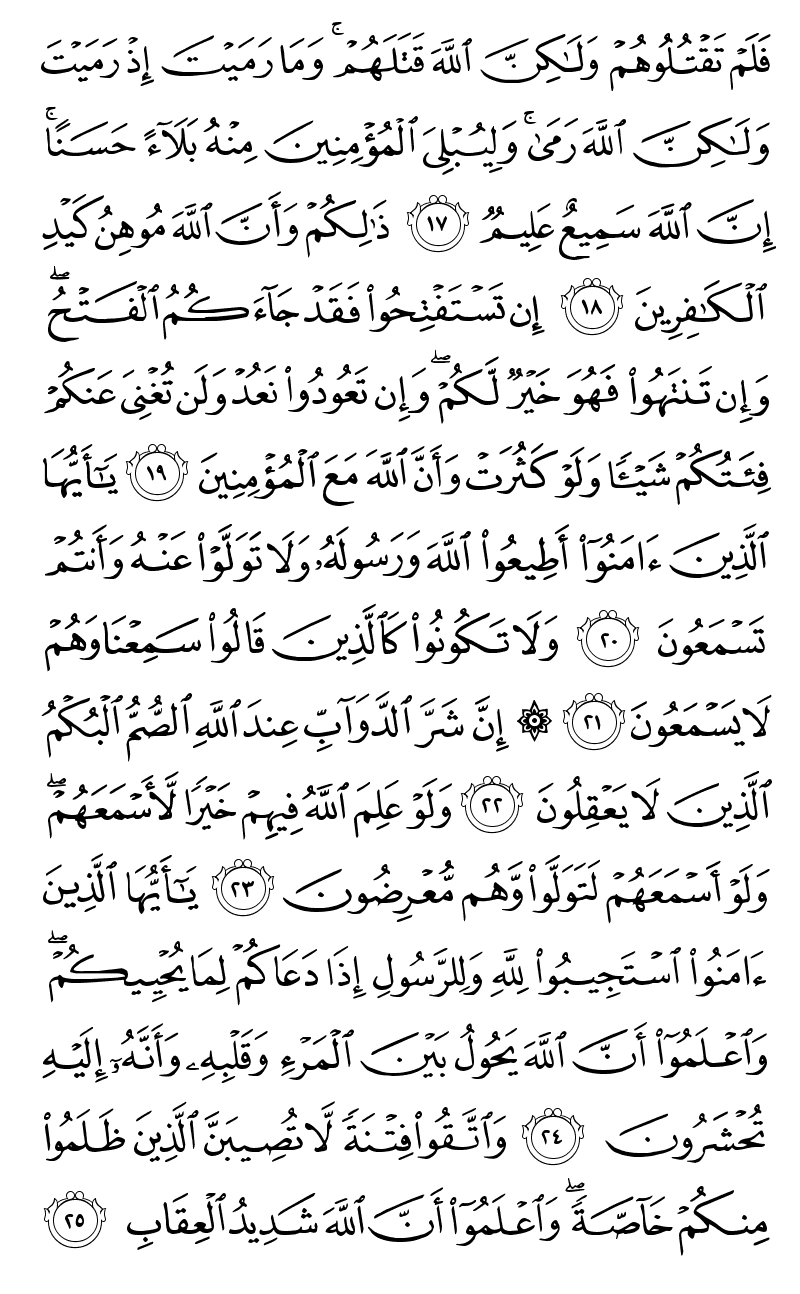 فَلَمۡ تَقۡتُلُوهُمۡ وَلَٰكِنَّ ٱللَّهَ قَتَلَهُمۡۚ وَمَا رَمَيۡتَ إِذۡ رَمَيۡتَ
وَلَٰكِنَّ ٱللَّهَ رَمَىٰۚ وَلِيُبۡلِيَ ٱلۡمُؤۡمِنِينَ مِنۡهُ بَلَآءً حَسَنًاۚ
إِنَّ ٱللَّهَ سَمِيعٌ عَلِيمٞ ١٧ ذَٰلِكُمۡ وَأَنَّ ٱللَّهَ مُوهِنُ كَيۡدِ
ٱلۡكَٰفِرِينَ ١٨ إِن تَسۡتَفۡتِحُواْ فَقَدۡ جَآءَكُمُ ٱلۡفَتۡحُۖ
وَإِن تَنتَهُواْ فَهُوَ خَيۡرٞ لَّكُمۡۖ وَإِن تَعُودُواْ نَعُدۡ وَلَن تُغۡنِيَ عَنكُمۡ
فِئَتُكُمۡ شَيۡـٔٗا وَلَوۡ كَثُرَتۡ وَأَنَّ ٱللَّهَ مَعَ ٱلۡمُؤۡمِنِينَ ١٩ يَٰٓأَيُّهَا
ٱلَّذِينَ ءَامَنُوٓاْ أَطِيعُواْ ٱللَّهَ وَرَسُولَهُۥ وَلَا تَوَلَّوۡاْ عَنۡهُ وَأَنتُمۡ
تَسۡمَعُونَ ٢٠ وَلَا تَكُونُواْ كَٱلَّذِينَ قَالُواْ سَمِعۡنَا وَهُمۡ
لَا يَسۡمَعُونَ ٢١ ۞ إِنَّ شَرَّ ٱلدَّوَآبِّ عِندَ ٱللَّهِ ٱلصُّمُّ ٱلۡبُكۡمُ
ٱلَّذِينَ لَا يَعۡقِلُونَ ٢٢ وَلَوۡ عَلِمَ ٱللَّهُ فِيهِمۡ خَيۡرٗا لَّأَسۡمَعَهُمۡۖ
وَلَوۡ أَسۡمَعَهُمۡ لَتَوَلَّواْ وَّهُم مُّعۡرِضُونَ ٢٣ يَٰٓأَيُّهَا ٱلَّذِينَ
ءَامَنُواْ ٱسۡتَجِيبُواْ لِلَّهِ وَلِلرَّسُولِ إِذَا دَعَاكُمۡ لِمَا يُحۡيِيكُمۡۖ
وَٱعۡلَمُوٓاْ أَنَّ ٱللَّهَ يَحُولُ بَيۡنَ ٱلۡمَرۡءِ وَقَلۡبِهِۦ وَأَنَّهُۥٓ إِلَيۡهِ
تُحۡشَرُونَ ٢٤ وَٱتَّقُواْ فِتۡنَةٗ لَّا تُصِيبَنَّ ٱلَّذِينَ ظَلَمُواْ
مِنكُمۡ خَآصَّةٗۖ وَٱعۡلَمُوٓاْ أَنَّ ٱللَّهَ شَدِيدُ ٱلۡعِقَابِ ٢٥